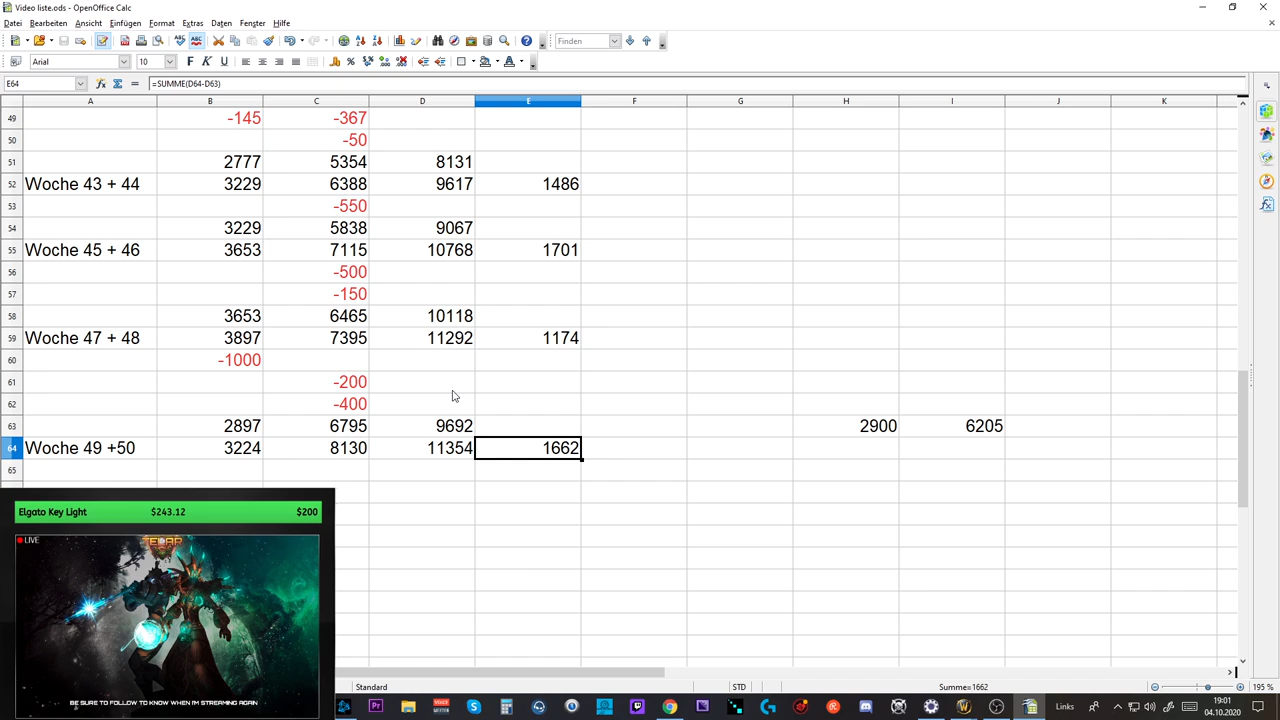 Video liste.ods - OpenOffice Calc
Datei Bearbeiten Ansicht Einfügen Format Extras Daten Fenster Hilfe
Finden
Arial 10 F K U
E64 =SUMME(D64-D63)
A B C D E F G H I J K
49 -145 -367
50 -50
51 2777 5354 8131
52 Woche 43 + 44 3229 6388 9617 1486
53 -550
54 3229 5838 9067
55 Woche 45 + 46 3653 7115 10768 1701
56 -500
57 -150
58 3653 6465 10118
59 Woche 47 + 48 3897 7395 11292 1174
60 -1000
61 -200
62 -400
63 2897 6795 9692 2900 6205
64 Woche 49 +50 3224 8130 11354 1662
65
Elgato Key Light $243.12 $200
LIVE
BE SURE TO FOLLOW TO KNOW WHEN I'M STREAMING AGAIN
Standard STD Summe=1662 195 %
Links 19:01
04.10.2020